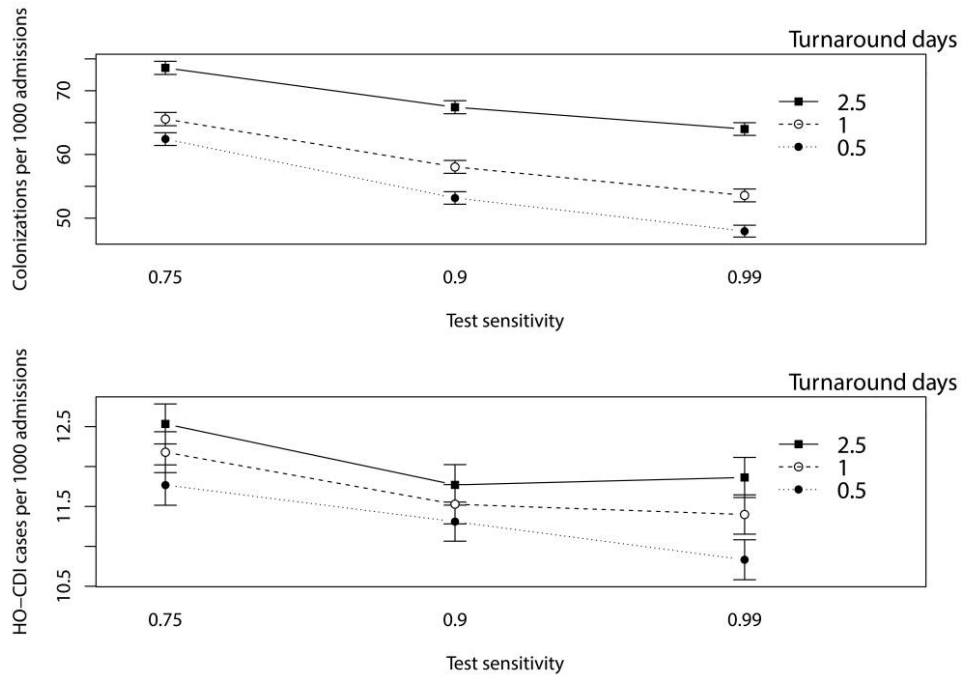 Colonizations per 1000 admissions
Turnaround days
70
60
50
2.5
1
0.5
0.75 0.9 0.99
Test sensitivity
HO−CDI cases per 1000 admissions
Turnaround days
12.5
11.5
10.5
2.5
1
0.5
0.75 0.9 0.99
Test sensitivity